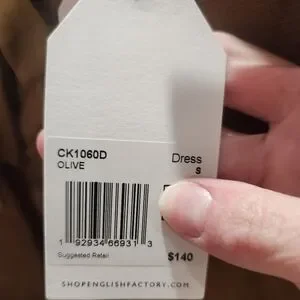 CK1060D Dress
OLIVE S
1 92934 66931 3
Suggested Retail $140
SHOPENGLISHFACTORY.COM